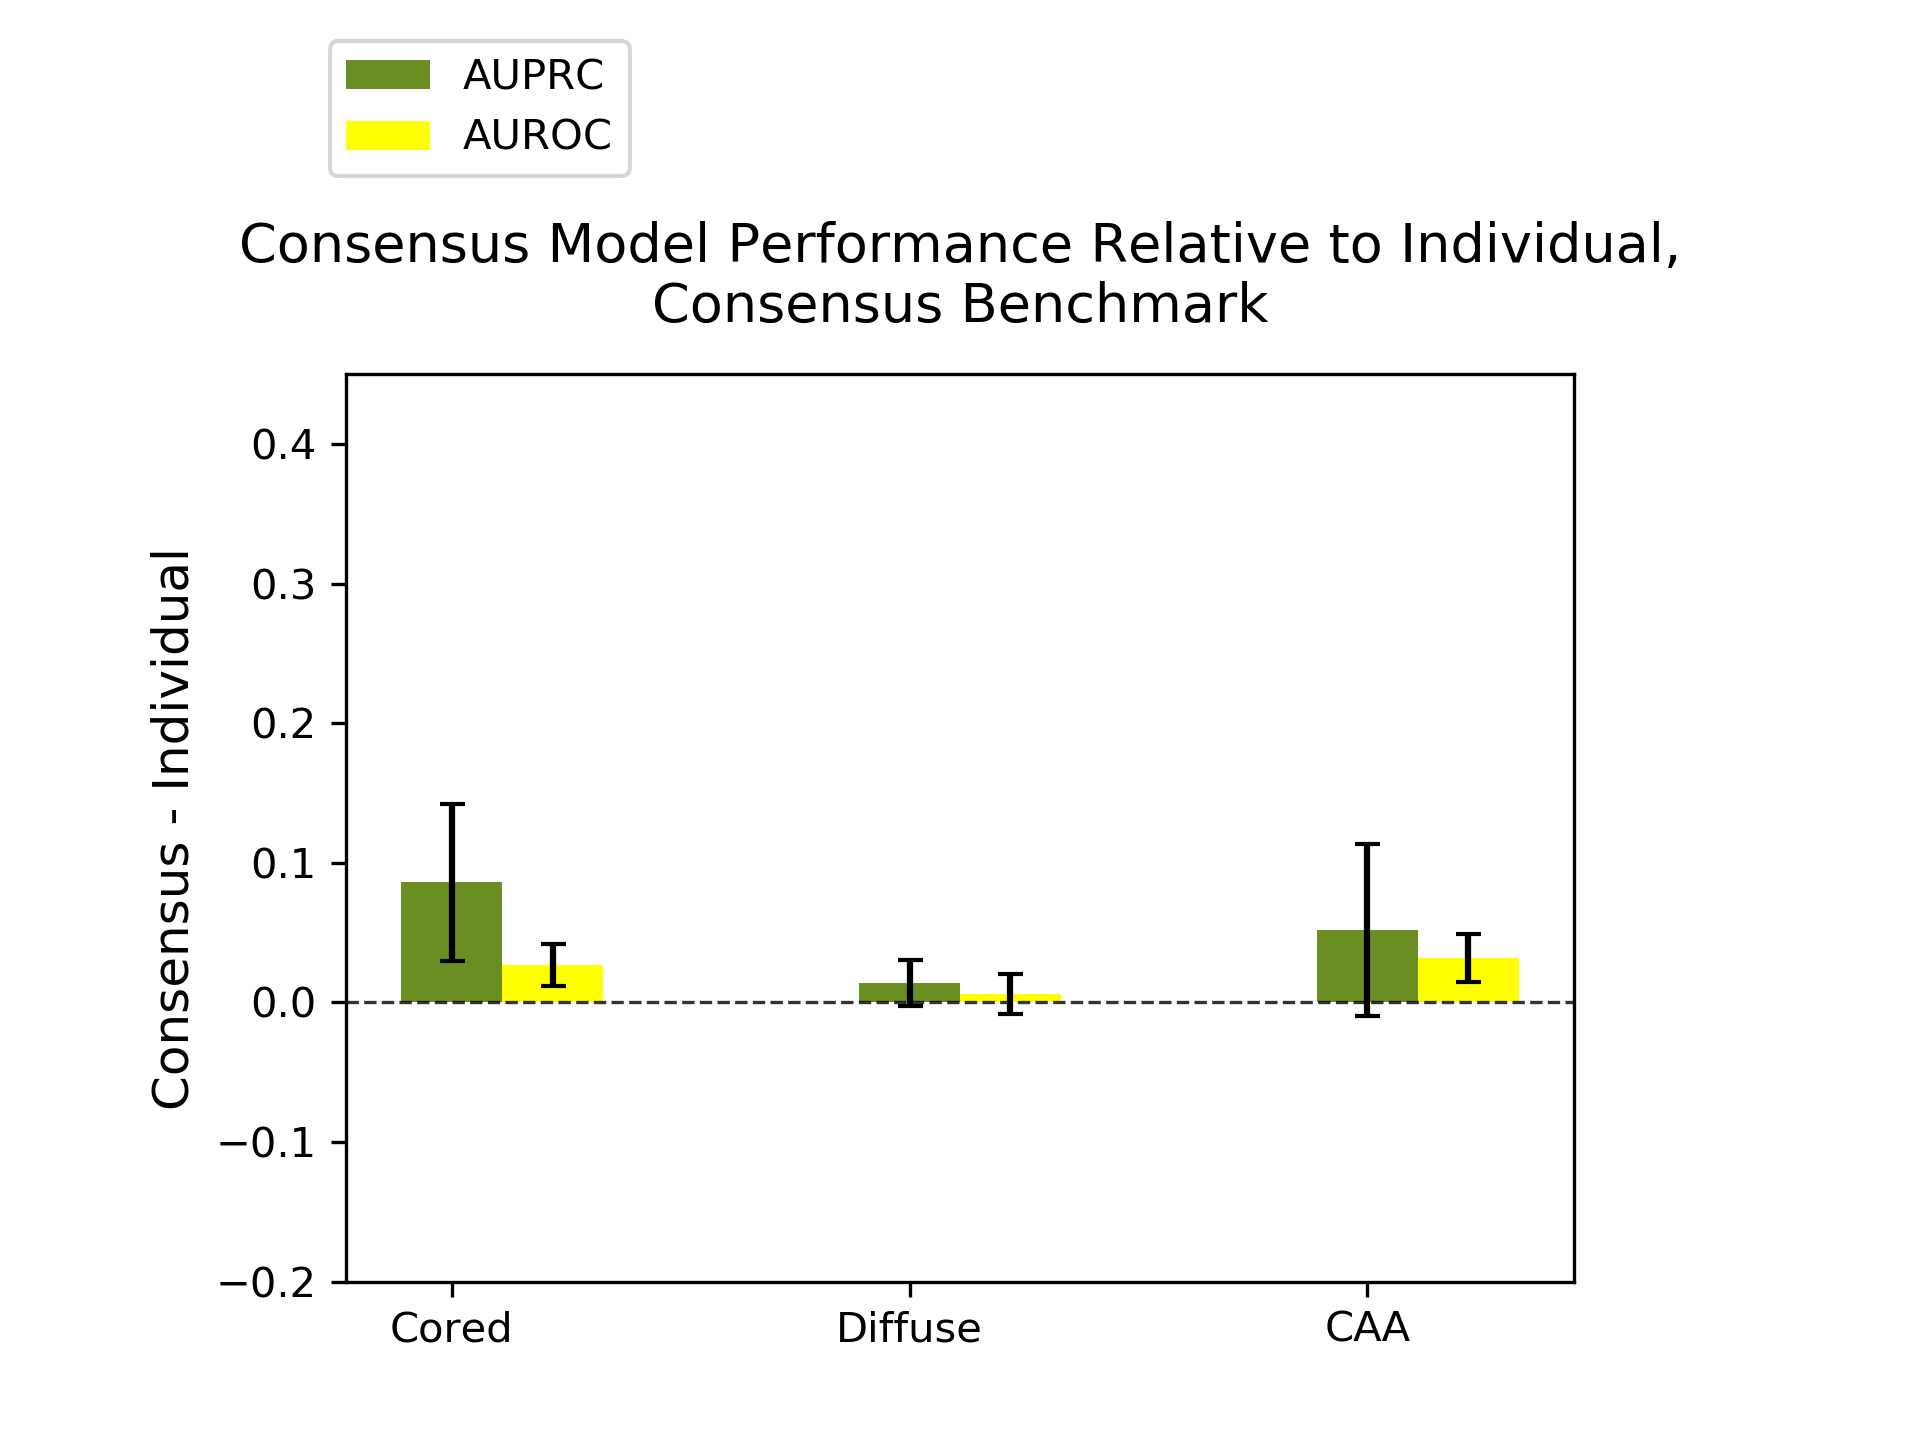 AUPRC
AUROC
Consensus Model Performance Relative to Individual,
Consensus Benchmark
Consensus - Individual
0.4
0.3
0.2
0.1
0.0
−0.1
−0.2
Cored
Diffuse
CAA